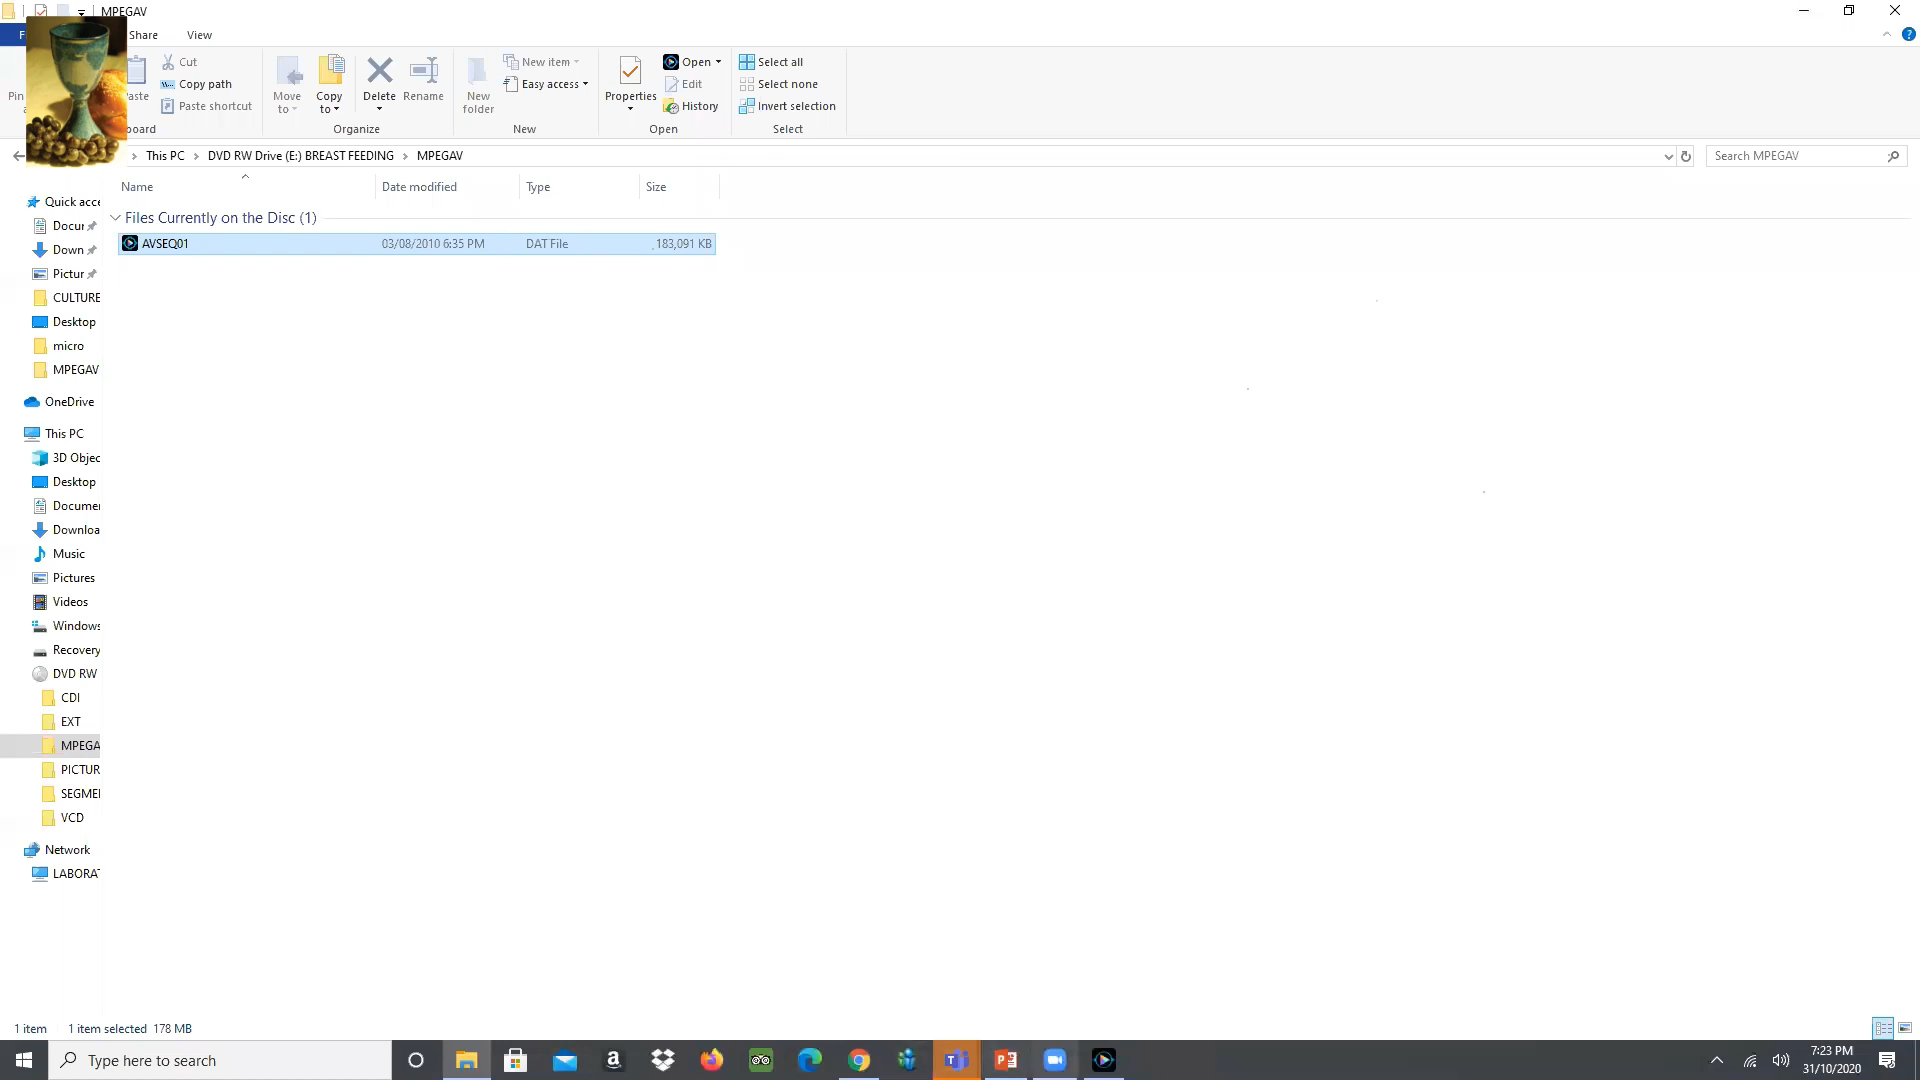 MPEGAV
F
Share
View
Pin
Paste
Cut
Copy path
Paste shortcut
Move to
Copy to
Delete
Rename
Organize
New folder
New item
Easy access
New
Properties
Open
Edit
History
Open
Select all
Select none
Invert selection
Select
This PC > DVD RW Drive (E:) BREAST FEEDING > MPEGAV
Search MPEGAV
Name
Date modified
Type
Size
Files Currently on the Disc (1)
AVSEQ01
03/08/2010 6:35 PM
DAT File
183,091 KB
Quick acce
Docur
Down
Pictur
CULTURE
Desktop
micro
MPEGAV
OneDrive
This PC
3D Objec
Desktop
Documer
Downloa
Music
Pictures
Videos
Windows
Recovery
DVD RW
CDI
EXT
MPEGA
PICTUR
SEGMEI
VCD
Network
LABORAT
1 item
1 item selected 178 MB
Type here to search
7:23 PM
31/10/2020